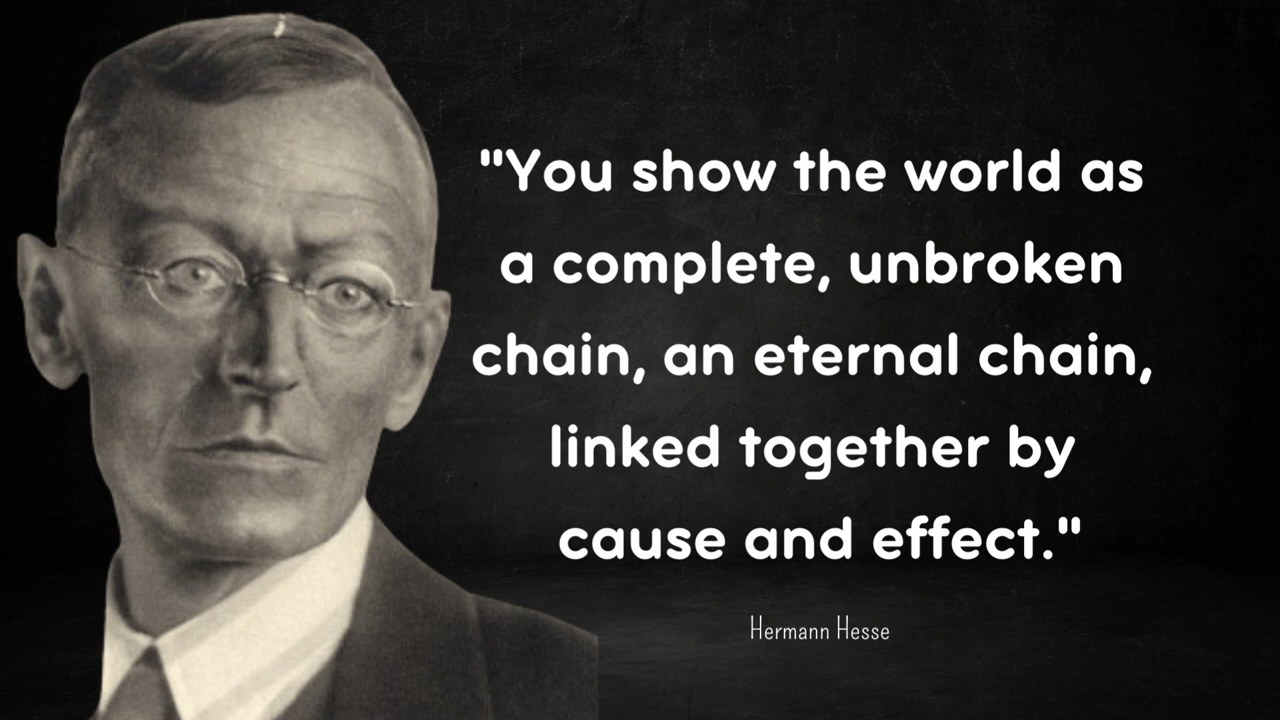 "You show the world as
a complete, unbroken
chain, an eternal chain,
linked together by
cause and effect."
Hermann Hesse